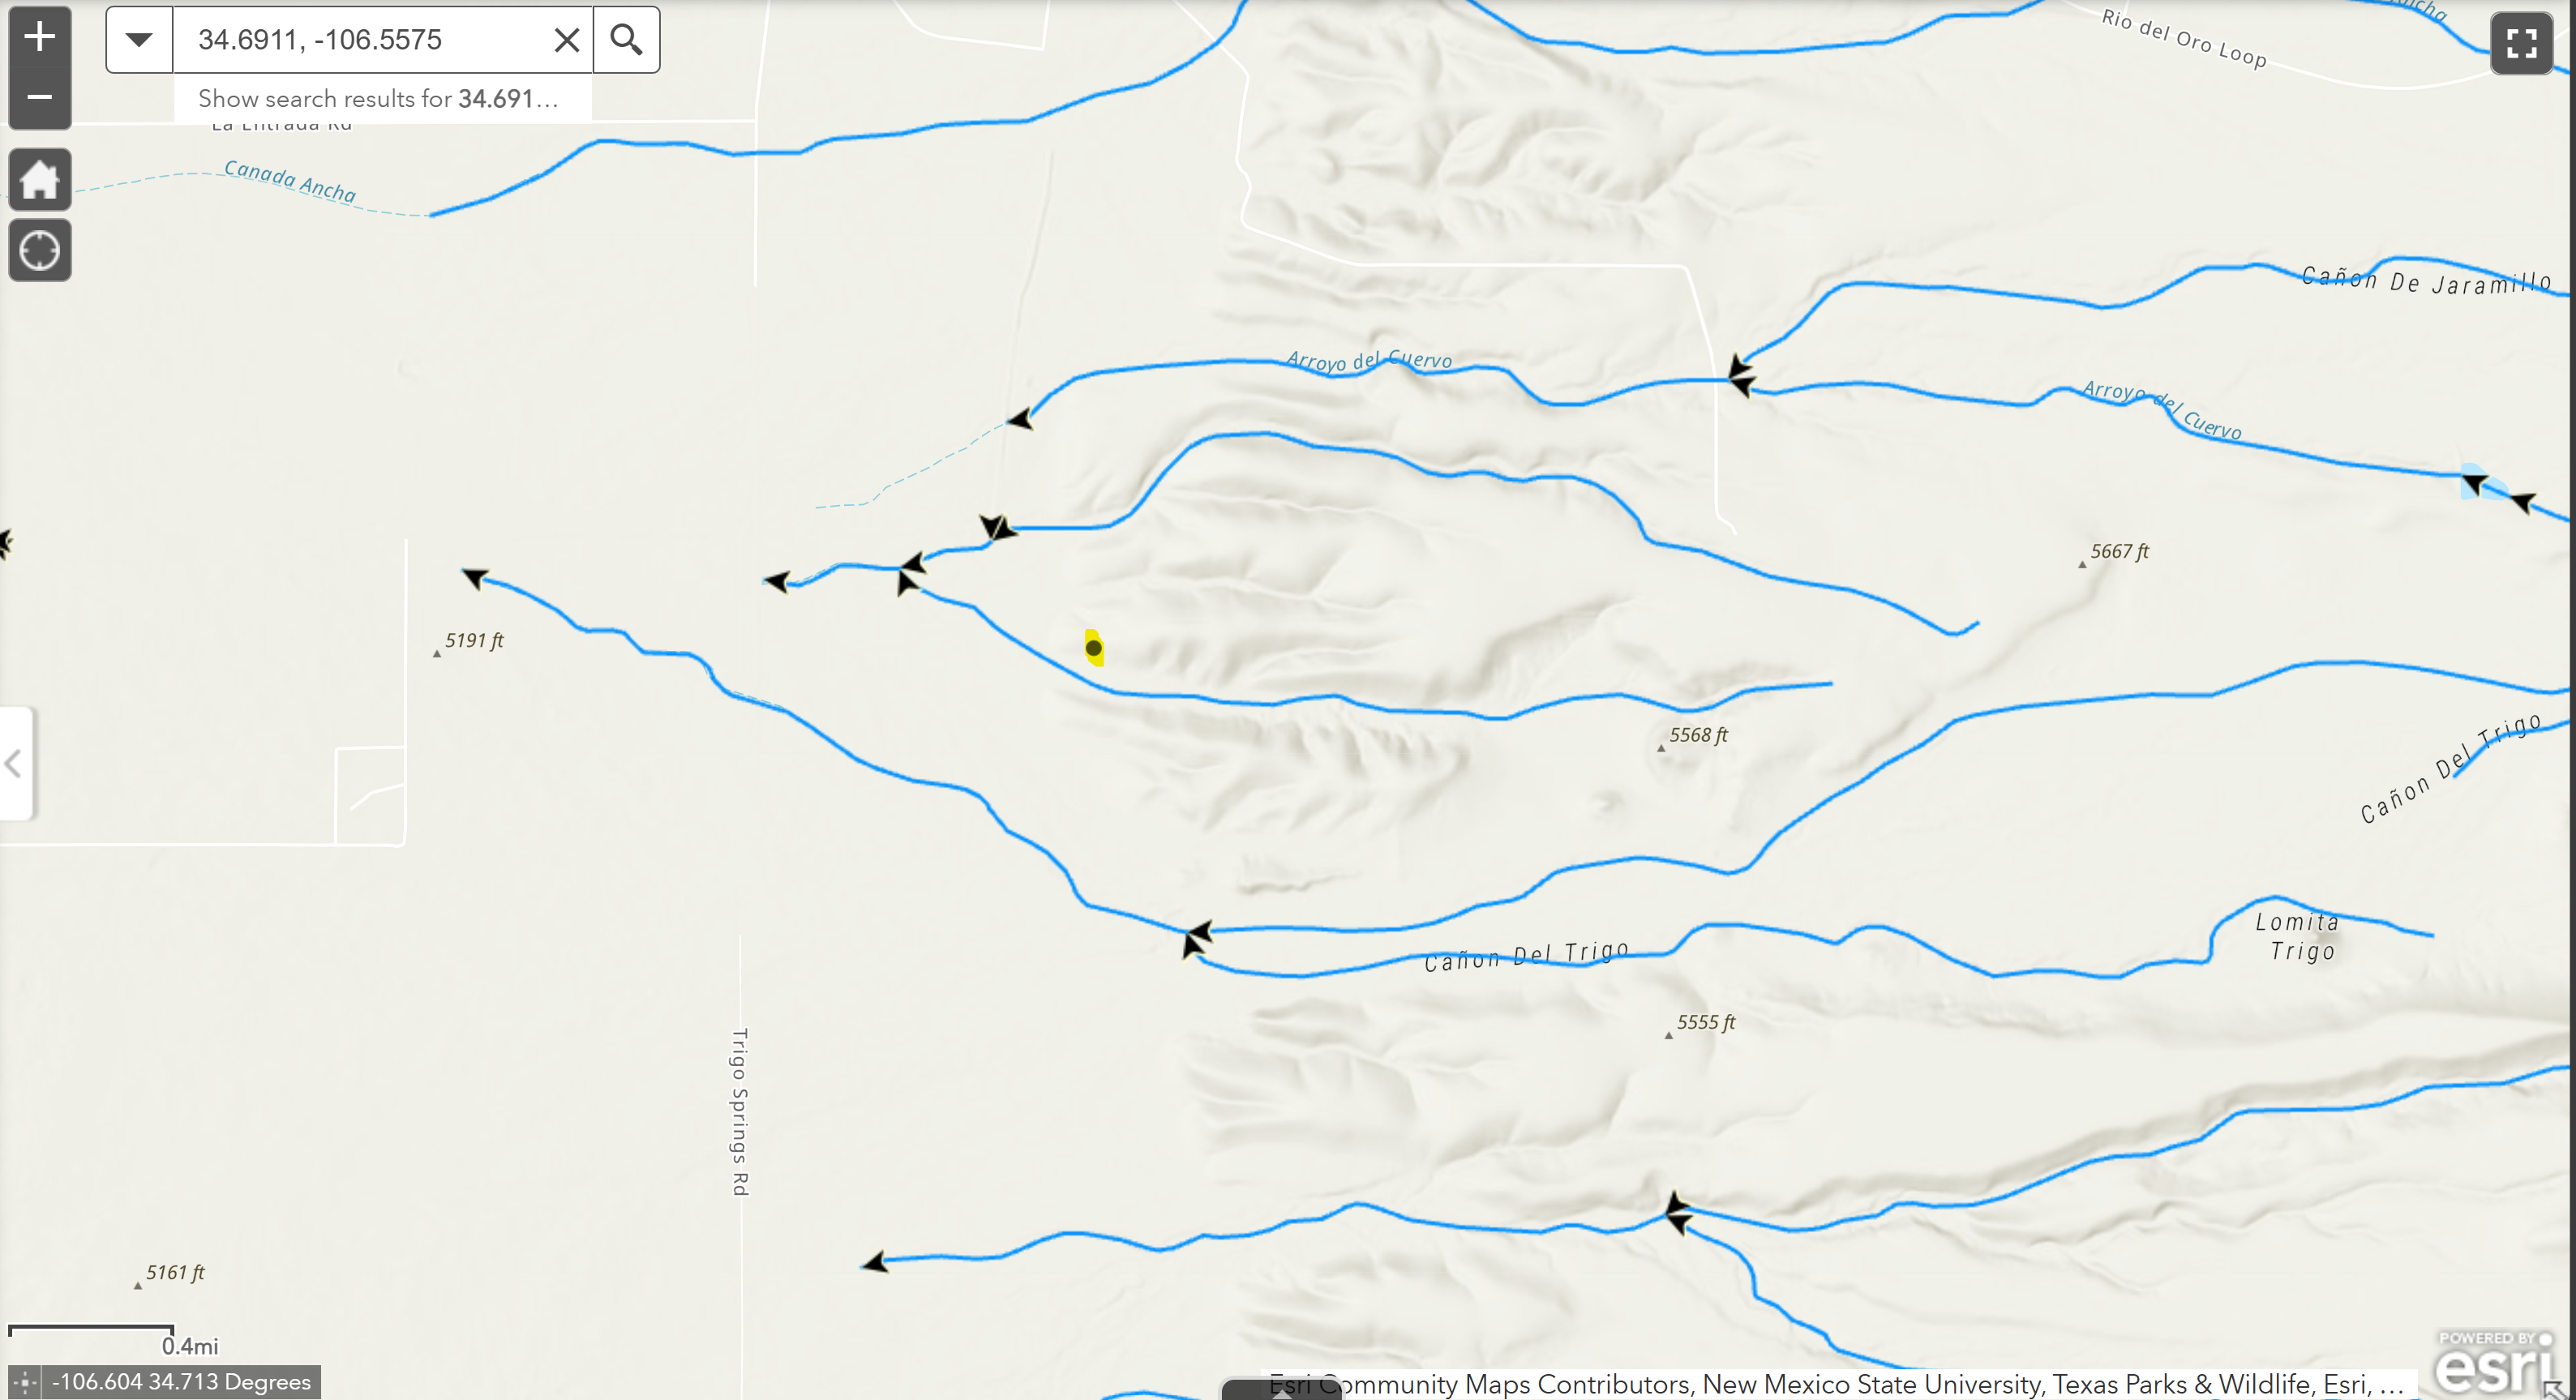 34.6911, -106.5575
Show search results for 34.691...
La Entrada Rd
Canada Ancha
Rio del Oro Loop
Cañon De Jaramillo
Arroyo del Cuervo
Arroyo del Cuervo
5667 ft
5191 ft
5568 ft
Cañon Del Trigo
Lomita
Trigo
Cañon Del Trigo
5555 ft
Trigo Springs Rd
5161 ft
0.4mi
-106.604 34.713 Degrees
Esri Community Maps Contributors, New Mexico State University, Texas Parks & Wildlife, Esri, ...
POWERED BY
esri